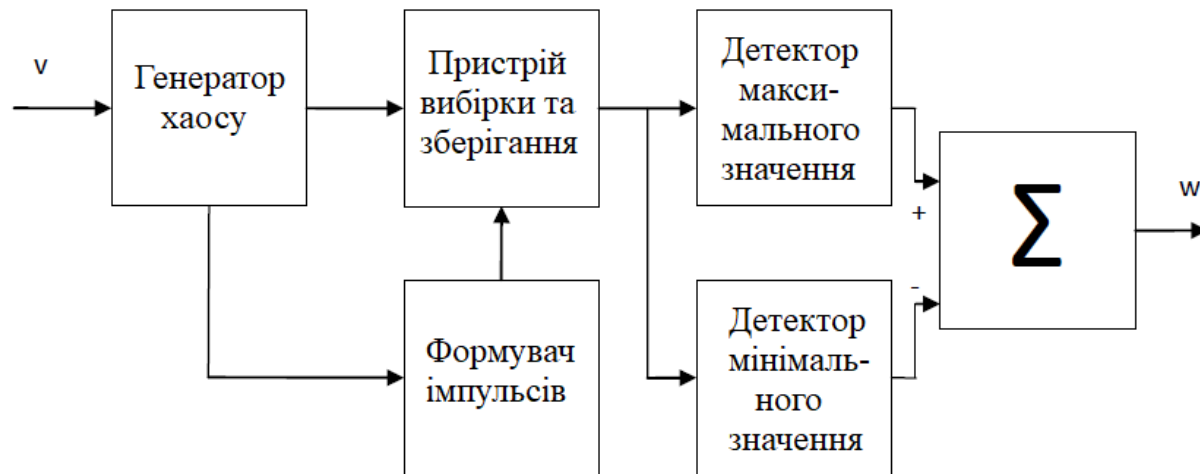 v
Генератор
хаосу
Пристрій
вибірки та
зберігання
Детектор
макси-
мального
значення
+
Σ
w
-
Формувач
імпульсів
Детектор
мінімаль-
ного
значення